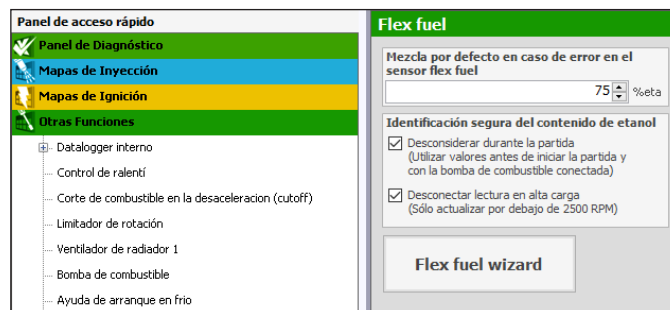 Panel de acceso rápido
Panel de Diagnóstico
Mapas de Inyección
Mapas de Ignición
Otras Funciones
Datalogger interno
Control de ralentí
Corte de combustible en la desaceleracion (cutoff)
Limitador de rotación
Ventilador de radiador 1
Bomba de combustible
Ayuda de arranque en frio
Flex fuel
Mezcla por defecto en caso de error en el
sensor flex fuel
75 %eta
Identificación segura del contenido de etanol
Desconsiderar durante la partida
(Utilizar valores antes de iniciar la partida y
con la bomba de combustible conectada)
Desconectar lectura en alta carga
(Sólo actualizar por debajo de 2500 RPM)
Flex fuel wizard